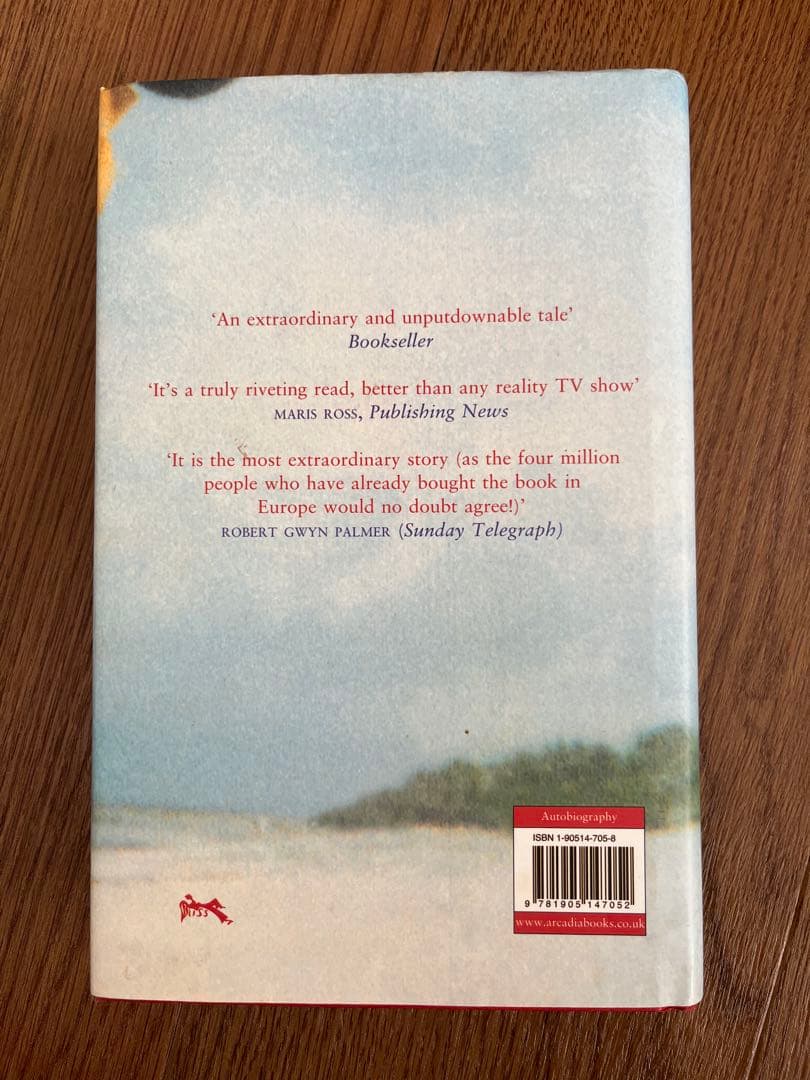 ‘An extraordinary and unputdownable tale’
Bookseller
‘It’s a truly riveting read, better than any reality TV show’
MARIS ROSS, Publishing News
‘It is the most extraordinary story (as the four million
people who have already bought the book in
Europe would no doubt agree!)’
ROBERT GWYN PALMER (Sunday Telegraph)
Autobiography
ISBN 1-90514-705-8
9 781905 147052
www.arcadiabooks.co.uk
Bliss